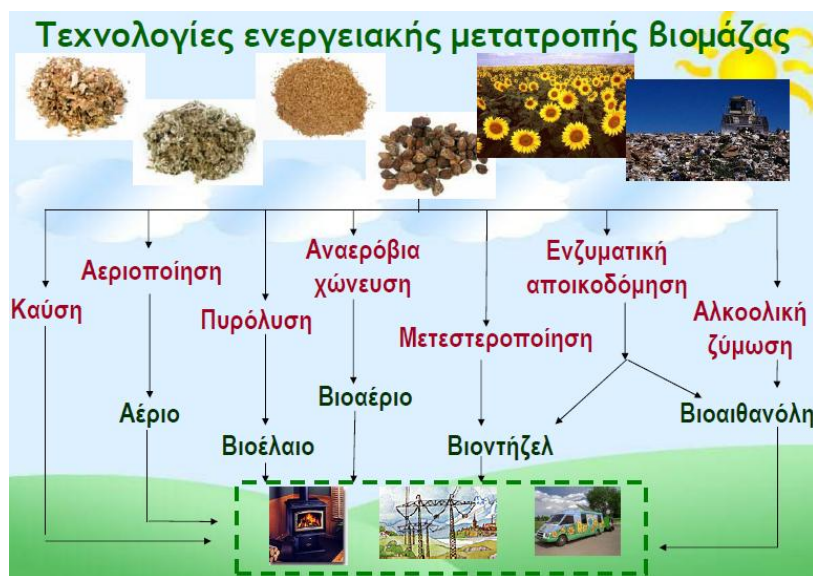 Τεχνολογίες ενεργειακής μετατροπής βιομάζας
Καύση
Αεριοποίηση
Πυρόλυση
Αναερόβια
χώνευση
Μετεστεροποίηση
Ενζυματική
αποικοδόμηση
Αλκοολική
ζύμωση
Αέριο
Βιοέλαιο
Βιοαέριο
Βιοντήζελ
Βιοαιθανόλη